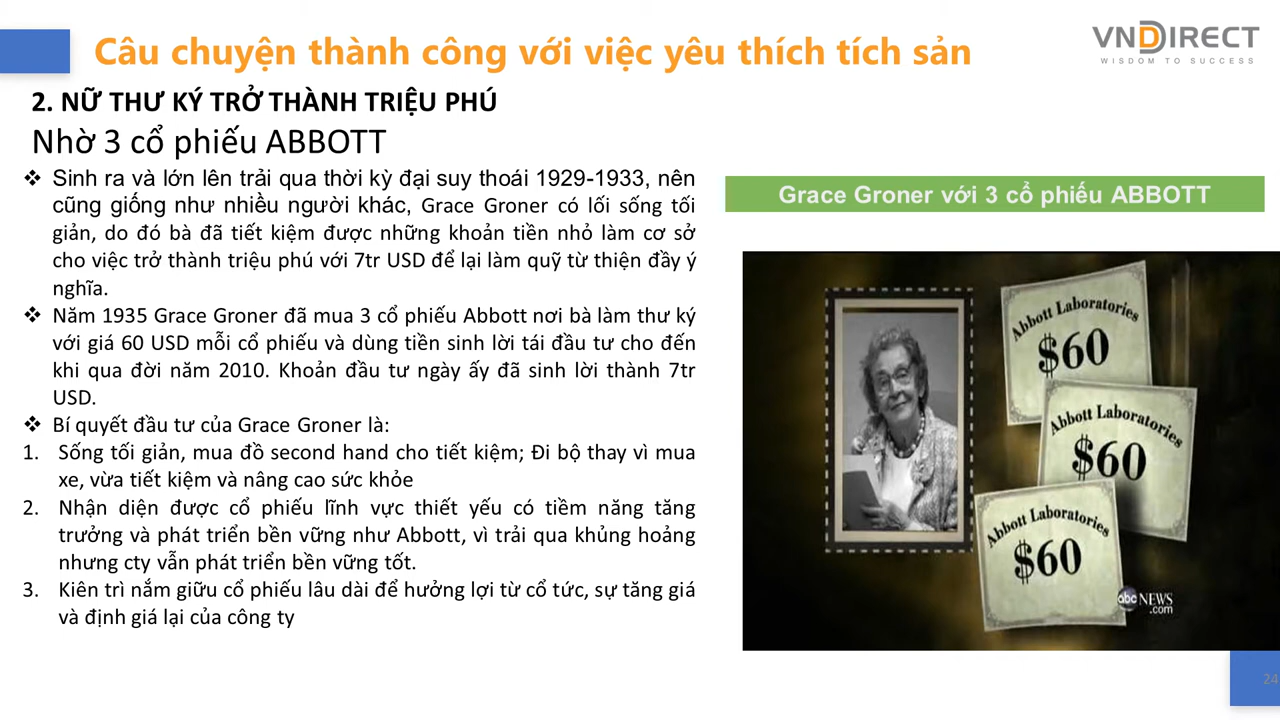 Câu chuyện thành công với việc yêu thích tích sản
VNDIRECT
WISDOM TO SUCCESS
2. NỮ THƯ KÝ TRỞ THÀNH TRIỆU PHÚ
Nhờ 3 cổ phiếu ABBOTT
❖ Sinh ra và lớn lên trải qua thời kỳ đại suy thoái 1929-1933, nên
cũng giống như nhiều người khác, Grace Groner có lối sống tối
giản, do đó bà đã tiết kiệm được những khoản tiền nhỏ làm cơ sở
cho việc trở thành triệu phú với 7tr USD để lại làm quỹ từ thiện đầy ý
nghĩa.
❖ Năm 1935 Grace Groner đã mua 3 cổ phiếu Abbott nơi bà làm thư ký
với giá 60 USD mỗi cổ phiếu và dùng tiền sinh lời tái đầu tư cho đến
khi qua đời năm 2010. Khoản đầu tư ngày ấy đã sinh lời thành 7tr
USD.
❖ Bí quyết đầu tư của Grace Groner là:
1. Sống tối giản, mua đồ second hand cho tiết kiệm; Đi bộ thay vì mua
xe, vừa tiết kiệm và nâng cao sức khỏe
2. Nhận diện được cổ phiếu lĩnh vực thiết yếu có tiềm năng tăng
trưởng và phát triển bền vững như Abbott, vì trải qua khủng hoảng
nhưng cty vẫn phát triển bền vững tốt.
3. Kiên trì nắm giữu cổ phiếu lâu dài để hưởng lợi từ cổ tức, sự tăng giá
và định giá lại của công ty
Grace Groner với 3 cổ phiếu ABBOTT
Abbott Laboratories
$60
Abbott Laboratories
$60
Abbott Laboratories
$60
abc NEWS
.com
24